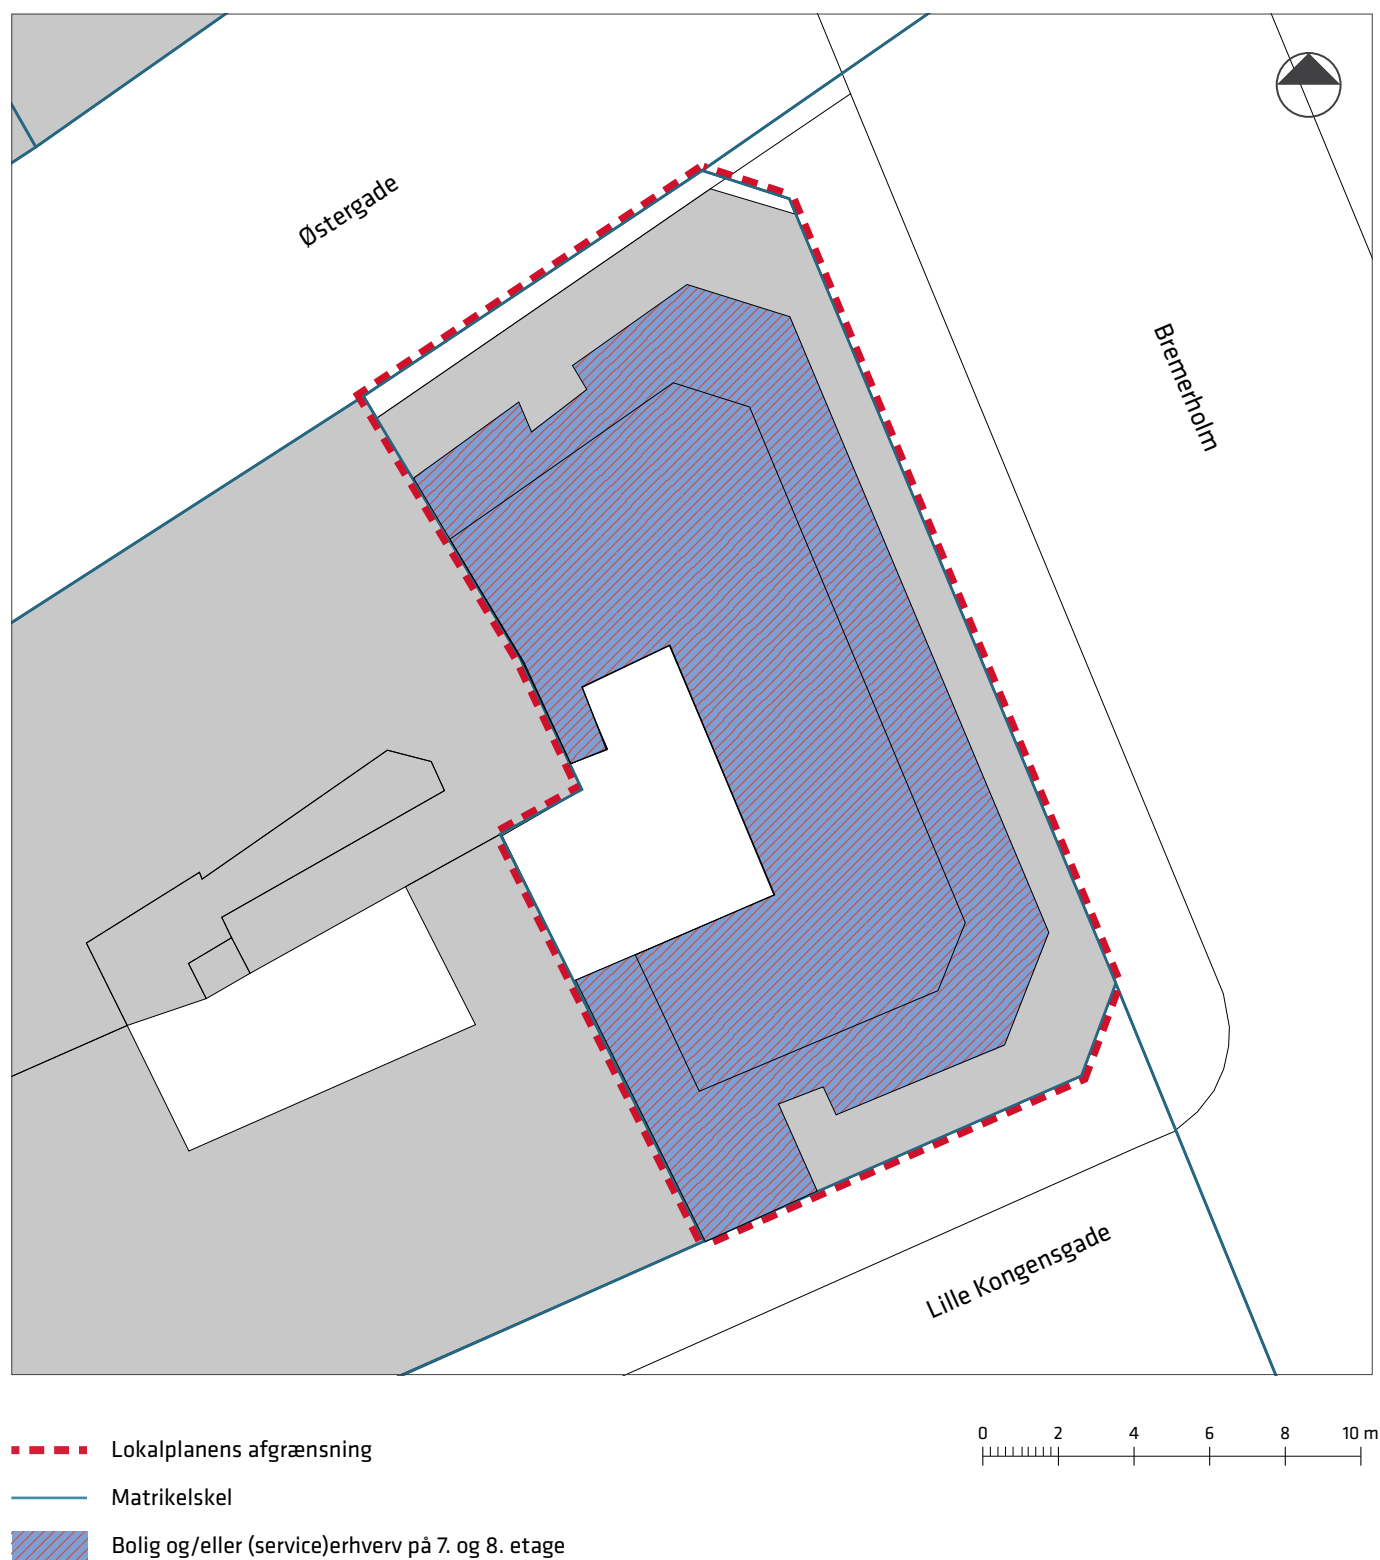 Østergade
Bremerholm
Lille Kongensgade
0 2 4 6 8 10 m
Lokalplanens afgrænsning
Matrikelskel
Bolig og/eller (service)erhverv på 7. og 8. etage